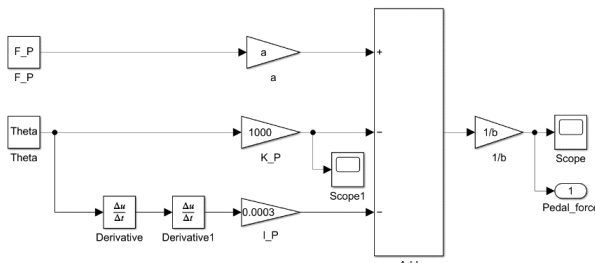 F_P
F_P
a
a
+
Theta
Theta
1000
K_P
−
Scope1
1/b
1/b
Scope
1
Pedal_force
Δu
Δt
Derivative
Δu
Δt
Derivative1
0.0003
I_P
−